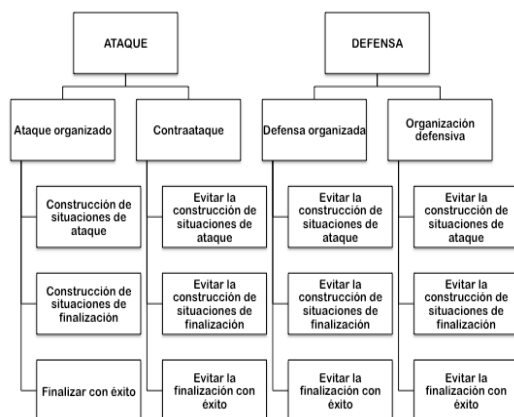 ATAQUE
DEFENSA
Ataque organizado
Contraataque
Defensa organizada
Organización
defensiva
Construcción de
situaciones de
ataque
Evitar la
construcción de
situaciones de
ataque
Evitar la
construcción de
situaciones de
ataque
Evitar la
construcción de
situaciones de
ataque
Construcción de
situaciones de
finalización
Evitar la
construcción de
situaciones de
finalización
Evitar la
construcción de
situaciones de
finalización
Evitar la
construcción de
situaciones de
finalización
Finalizar con éxito
Evitar la
finalización con
éxito
Evitar la
finalización con
éxito
Evitar la
finalización con
éxito